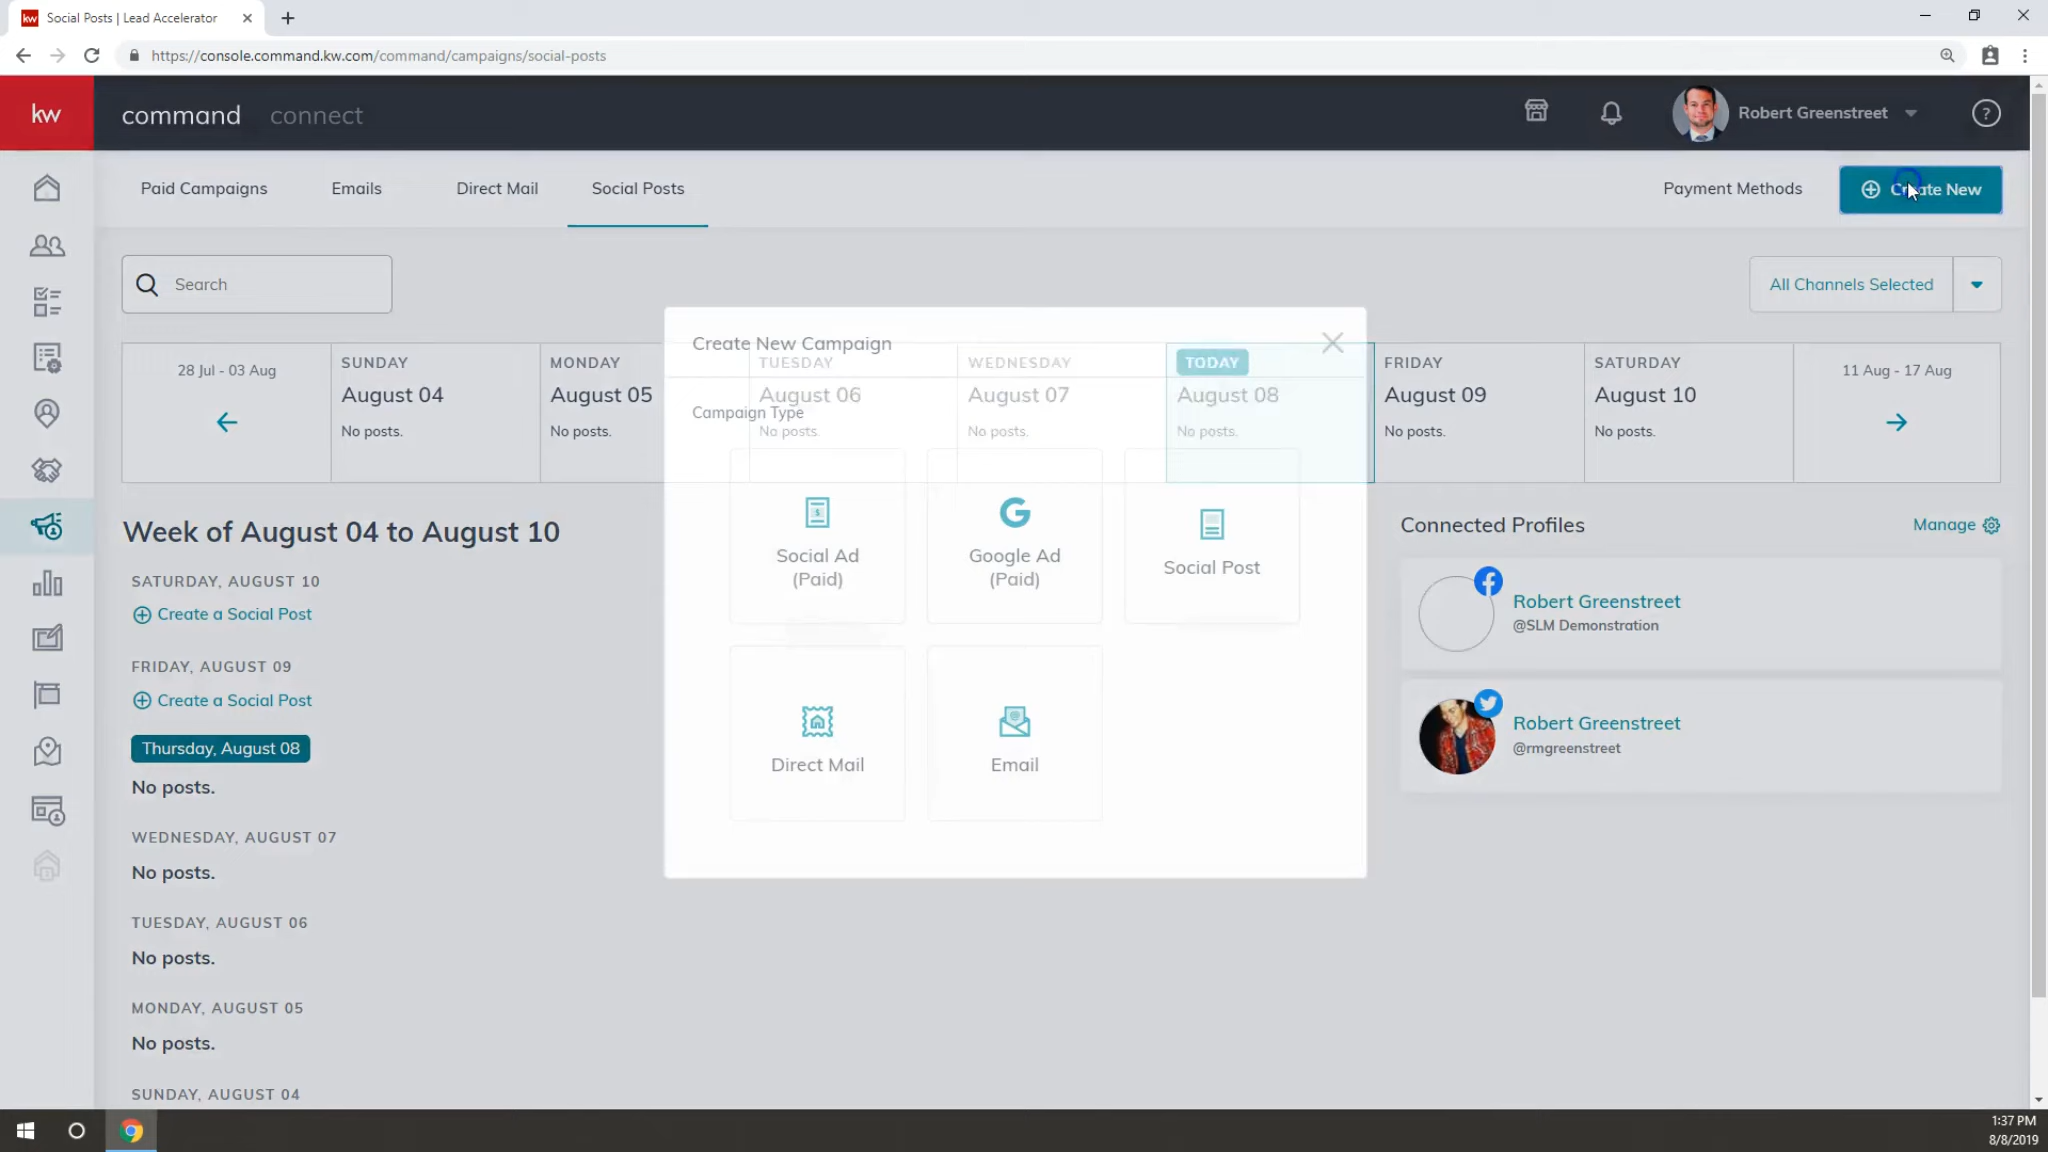 Social Posts | Lead Accelerator
https://console.command.kw.com/command/campaigns/social-posts
kw
command
connect
Robert Greenstreet
Paid Campaigns
Emails
Direct Mail
Social Posts
Payment Methods
Create New
Search
All Channels Selected
28 Jul - 03 Aug
SUNDAY
August 04
No posts.
MONDAY
August 05
No posts.
TUESDAY
August 06
No posts.
WEDNESDAY
August 07
No posts.
TODAY
August 08
No posts.
FRIDAY
August 09
No posts.
SATURDAY
August 10
No posts.
11 Aug - 17 Aug
Create New Campaign
Campaign Type
Social Ad
(Paid)
Google Ad
(Paid)
Social Post
Direct Mail
Email
Week of August 04 to August 10
SATURDAY, AUGUST 10
Create a Social Post
FRIDAY, AUGUST 09
Create a Social Post
Thursday, August 08
No posts.
WEDNESDAY, AUGUST 07
No posts.
TUESDAY, AUGUST 06
No posts.
MONDAY, AUGUST 05
No posts.
SUNDAY, AUGUST 04
Connected Profiles
Manage
Robert Greenstreet
@SLM Demonstration
Robert Greenstreet
@rmgreenstreet
1:37 PM
8/8/2019